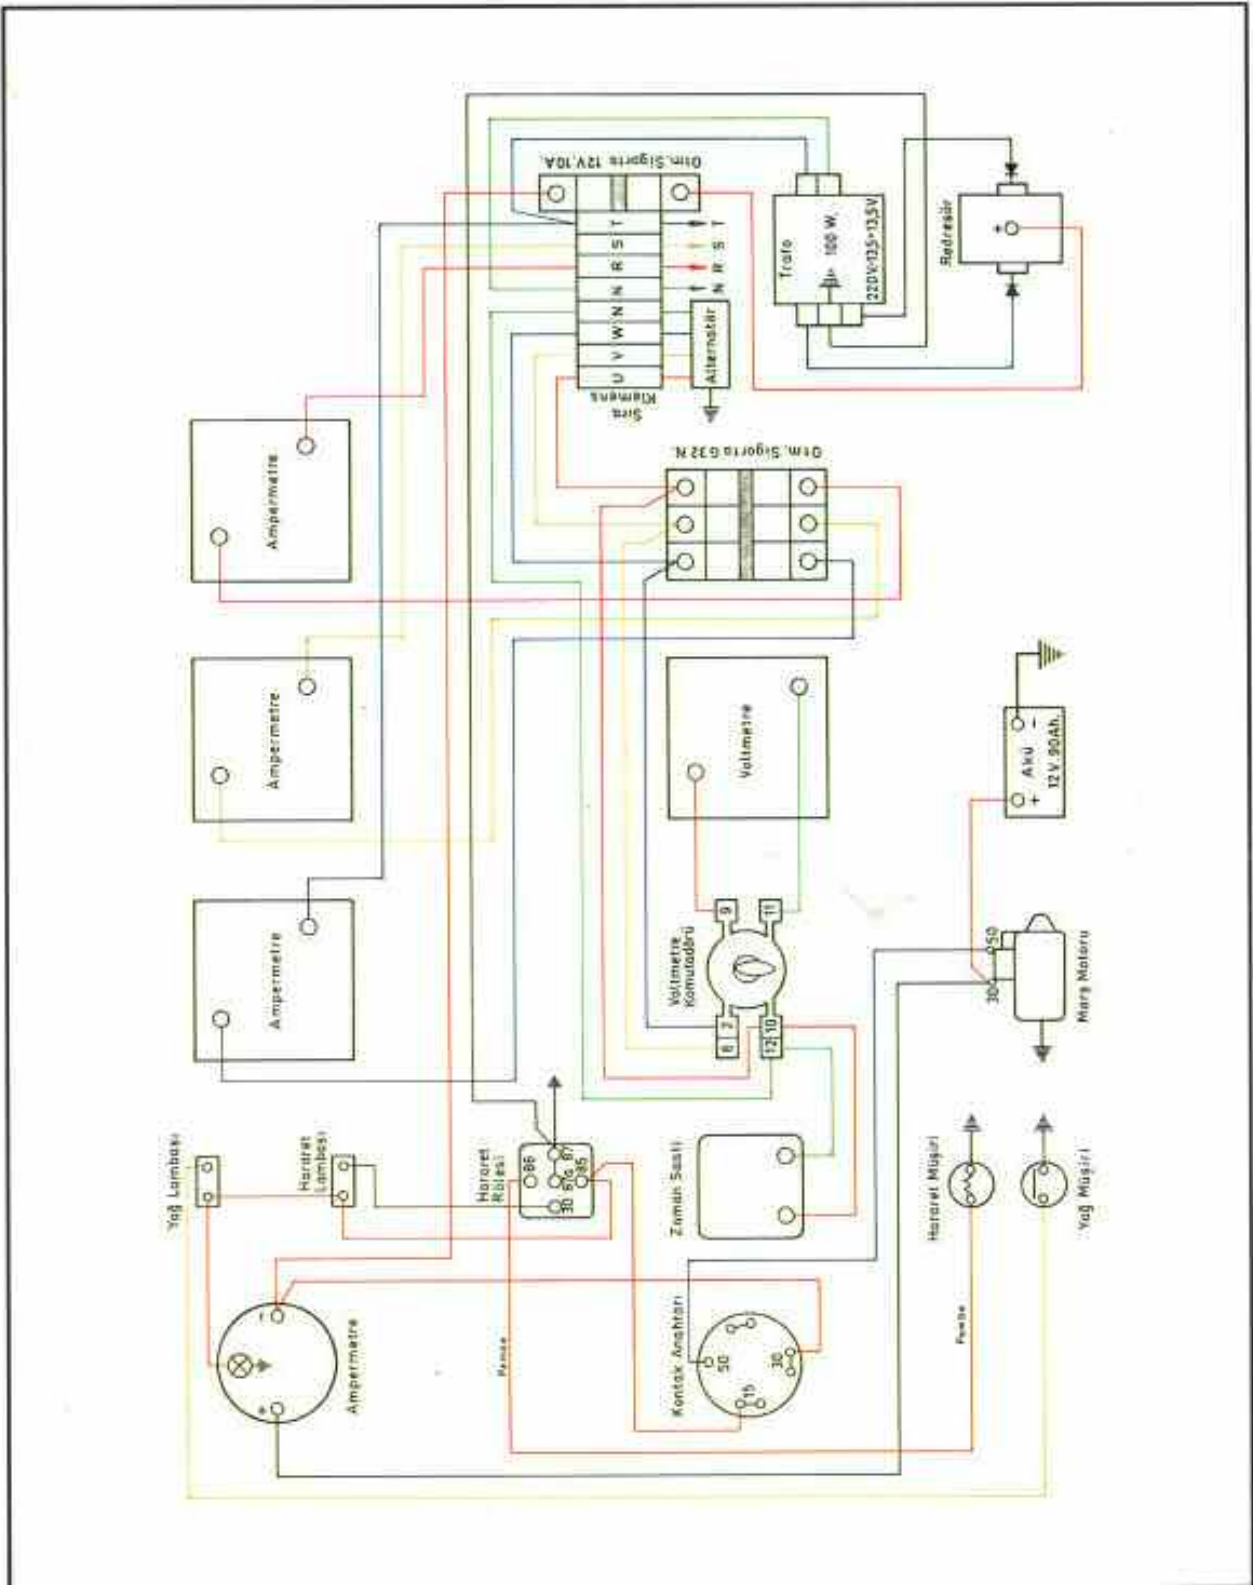 Otm. Sigorta 12V. 10A.
T
S
R
N
N
W
V
U
Sıra
Klemens
N R S T
Alternatör
Trafo
100 W.
220V.-13,5+13,5V.
Redresör
+
Otm. Sigorta G32 N.
Ampermetre
Ampermetre
Ampermetre
Voltmetre
Akü
12 V. 90Ah.
+
-
Voltmetre
Komutadörü
9
11
7
8
10
12
50
30
Marş Motoru
Yağ Lambası
Hararet
Lambası
Hararet
Rölesi
86
87
85
30
Zaman Saati
Hararet Müşiri
Yağ Müşiri
Ampermetre
+
-
Pembe
Kontak Anahtarı
50
30
15
Pembe